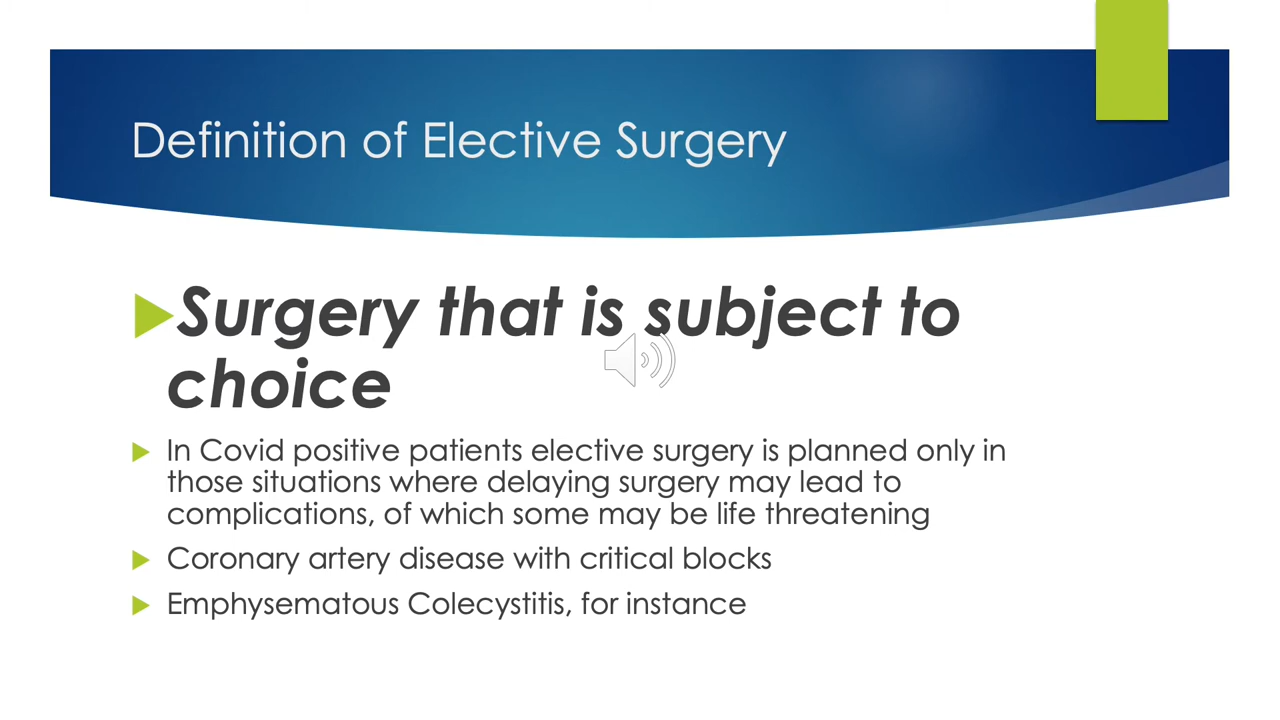 Definition of Elective Surgery
Surgery that is subject to
choice
In Covid positive patients elective surgery is planned only in
those situations where delaying surgery may lead to
complications, of which some may be life threatening
Coronary artery disease with critical blocks
Emphysematous Colecystitis, for instance